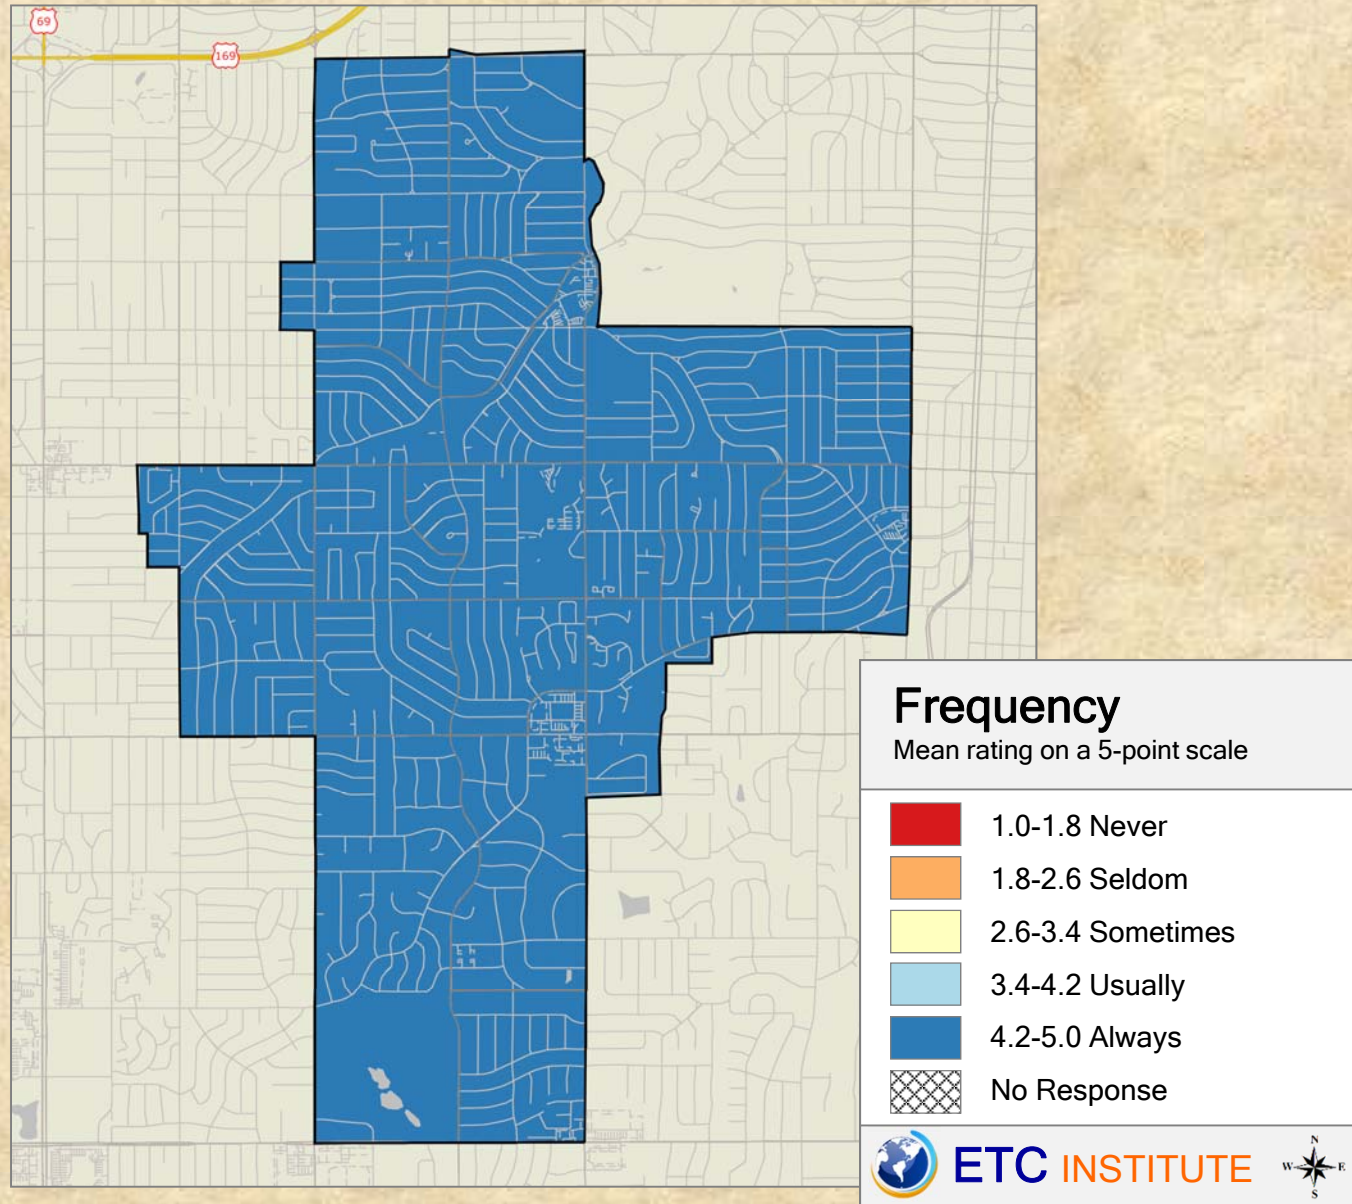 69
169
Frequency
Mean rating on a 5-point scale
1.0-1.8 Never
1.8-2.6 Seldom
2.6-3.4 Sometimes
3.4-4.2 Usually
4.2-5.0 Always
No Response
ETC INSTITUTE
N
W E
S